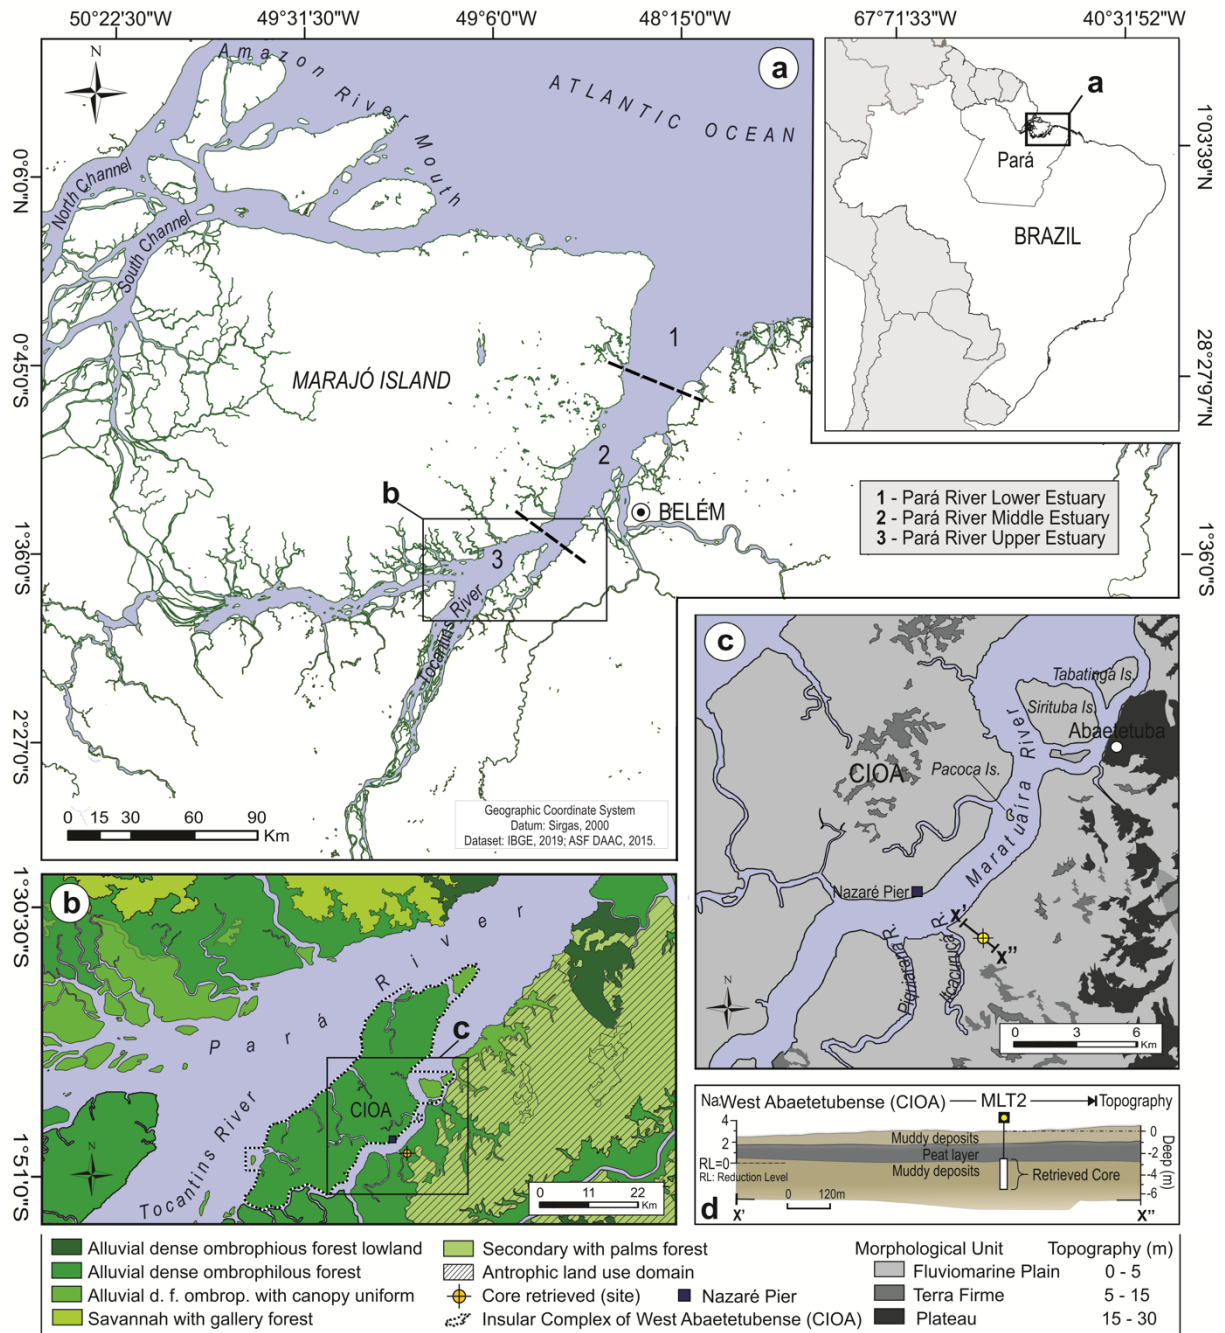 50°22'30"W
49°31'30"W
49°6'0"W
48°15'0"W
67°71'33"W
40°31'52"W
N
a
Amazon River Mouth
ATLANTIC OCEAN
North Channel
South Channel
0°6'0"N
0°45'0"S
1°36'0"S
2°27'0"S
MARAJÓ ISLAND
1
2
3
b
BELÉM
Tocantins River
0 15 30 60 90
Km
Geographic Coordinate System
Datum: Sirgas, 2000
Dataset: IBGE, 2019; ASF DAAC, 2015.
a
Pará
BRAZIL
1°03'39"N
28°27'97"N
1°36'0"S
1 - Pará River Lower Estuary
2 - Pará River Middle Estuary
3 - Pará River Upper Estuary
c
Tabatinga Is.
Sirituba Is.
Abaetetuba
CIOA
Pacoca Is.
Maratuáira River
Nazaré Pier
Piquiarana R.
X'
X"
N
0 3 6
Km
1°30'30"S
1°51'0"S
b
Pará River
c
CIOA
Tocantins River
N
0 11 22
Km
Na West Abaetetubense (CIOA)
MLT2
Topography
4
2
RL=0
RL: Reduction Level
Muddy deposits
Peat layer
Muddy deposits
Retrieved Core
0
-2
-4
-6
Deep (m)
d
X'
0 120m
X"
Alluvial dense ombrophious forest lowland
Alluvial dense ombrophilous forest
Alluvial d. f. ombrop. with canopy uniform
Savannah with gallery forest
Secondary with palms forest
Antrophic land use domain
Core retrieved (site)
Nazaré Pier
Insular Complex of West Abaetetubense (CIOA)
Morphological Unit Topography (m)
Fluviomarine Plain 0 - 5
Terra Firme 5 - 15
Plateau 15 - 30